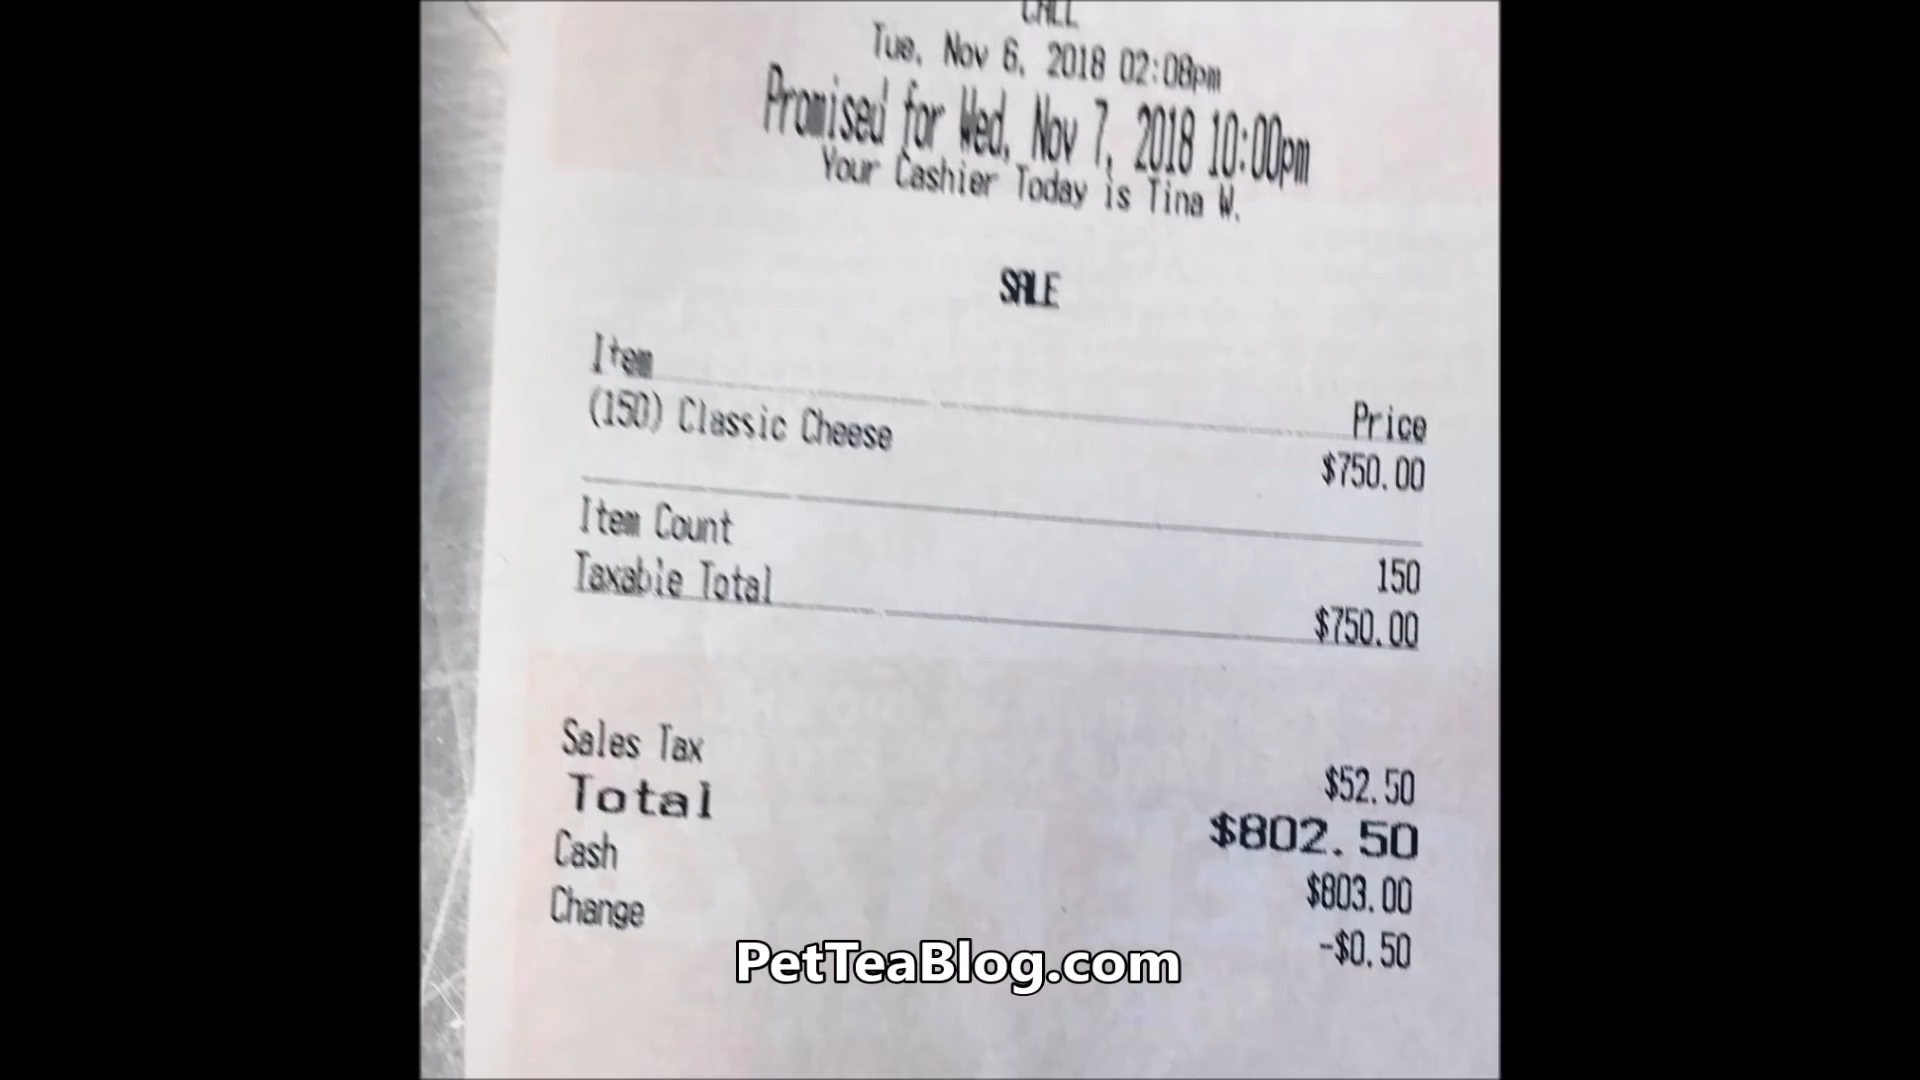 CALL
Tue, Nov 6, 2018 02:08pm
Promised for Wed, Nov 7, 2018 10:00pm
Your Cashier Today is Tina W.
SALE
Item Price
(150) Classic Cheese $750.00
Item Count 150
Taxable Total $750.00
Sales Tax $52.50
Total $802.50
Cash $803.00
Change -$0.50
PetTeaBlog.com